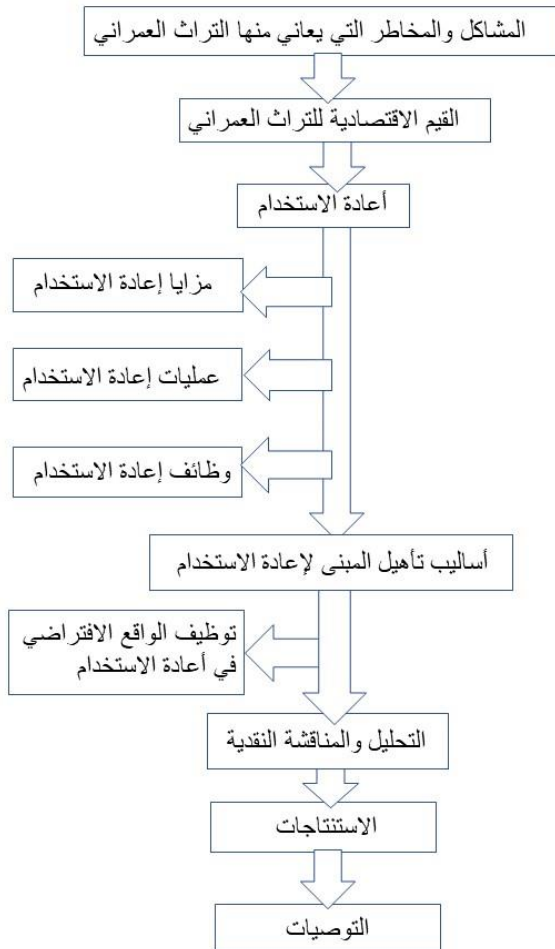 المشاكل والمخاطر التي يعاني منها التراث العمراني
القيم الاقتصادية للتراث العمراني
أعادة الاستخدام
مزايا إعادة الاستخدام
عمليات إعادة الاستخدام
وظائف إعادة الاستخدام
أساليب تأهيل المبنى لإعادة الاستخدام
توظيف الواقع الافتراضي
في أعادة الاستخدام
التحليل والمناقشة النقدية
الاستنتاجات
التوصيات